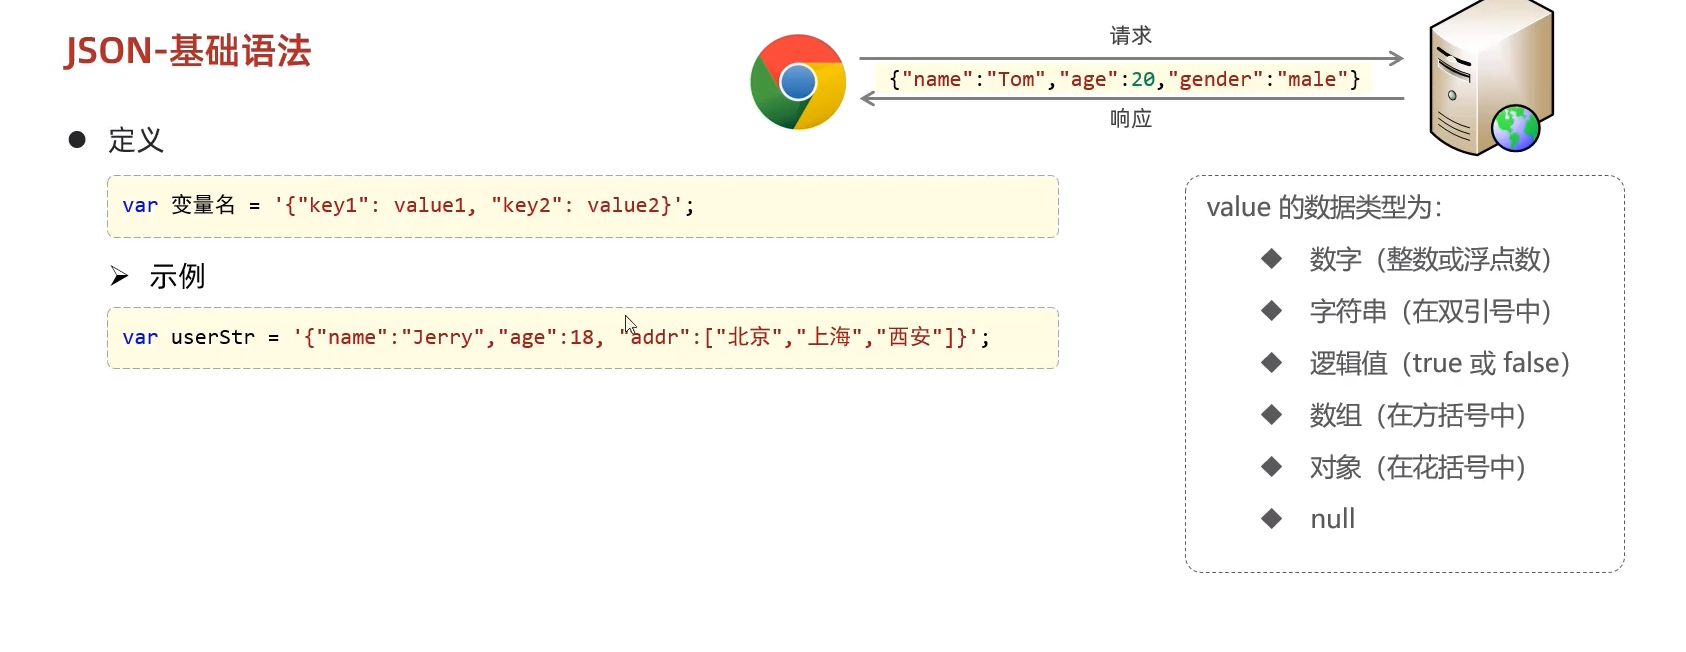 JSON-基础语法
请求
{"name":"Tom","age":20,"gender":"male"}
响应
定义
var 变量名 = '{"key1": value1, "key2": value2}';
示例
var userStr = '{"name":"Jerry","age":18, "addr":["北京","上海","西安"]}';
value 的数据类型为：
数字（整数或浮点数）
字符串（在双引号中）
逻辑值（true 或 false）
数组（在方括号中）
对象（在花括号中）
null